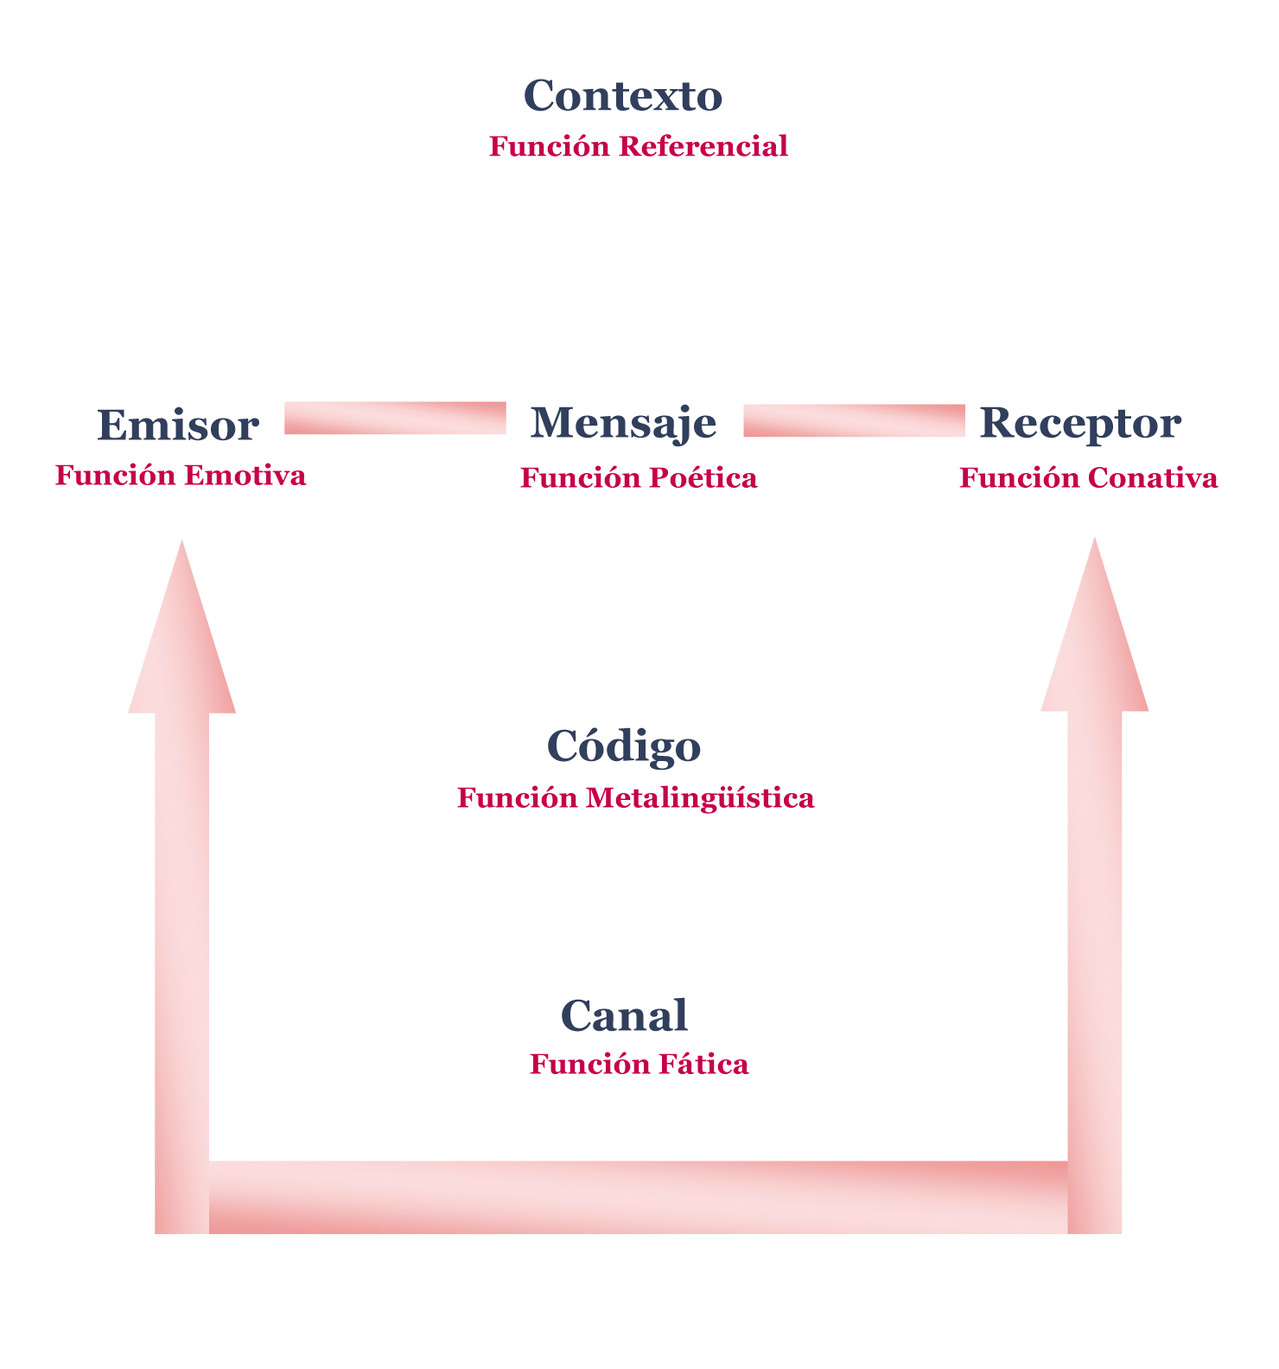 Contexto
Función Referencial
Emisor
Función Emotiva
Mensaje
Función Poética
Receptor
Función Conativa
Código
Función Metalingüística
Canal
Función Fática